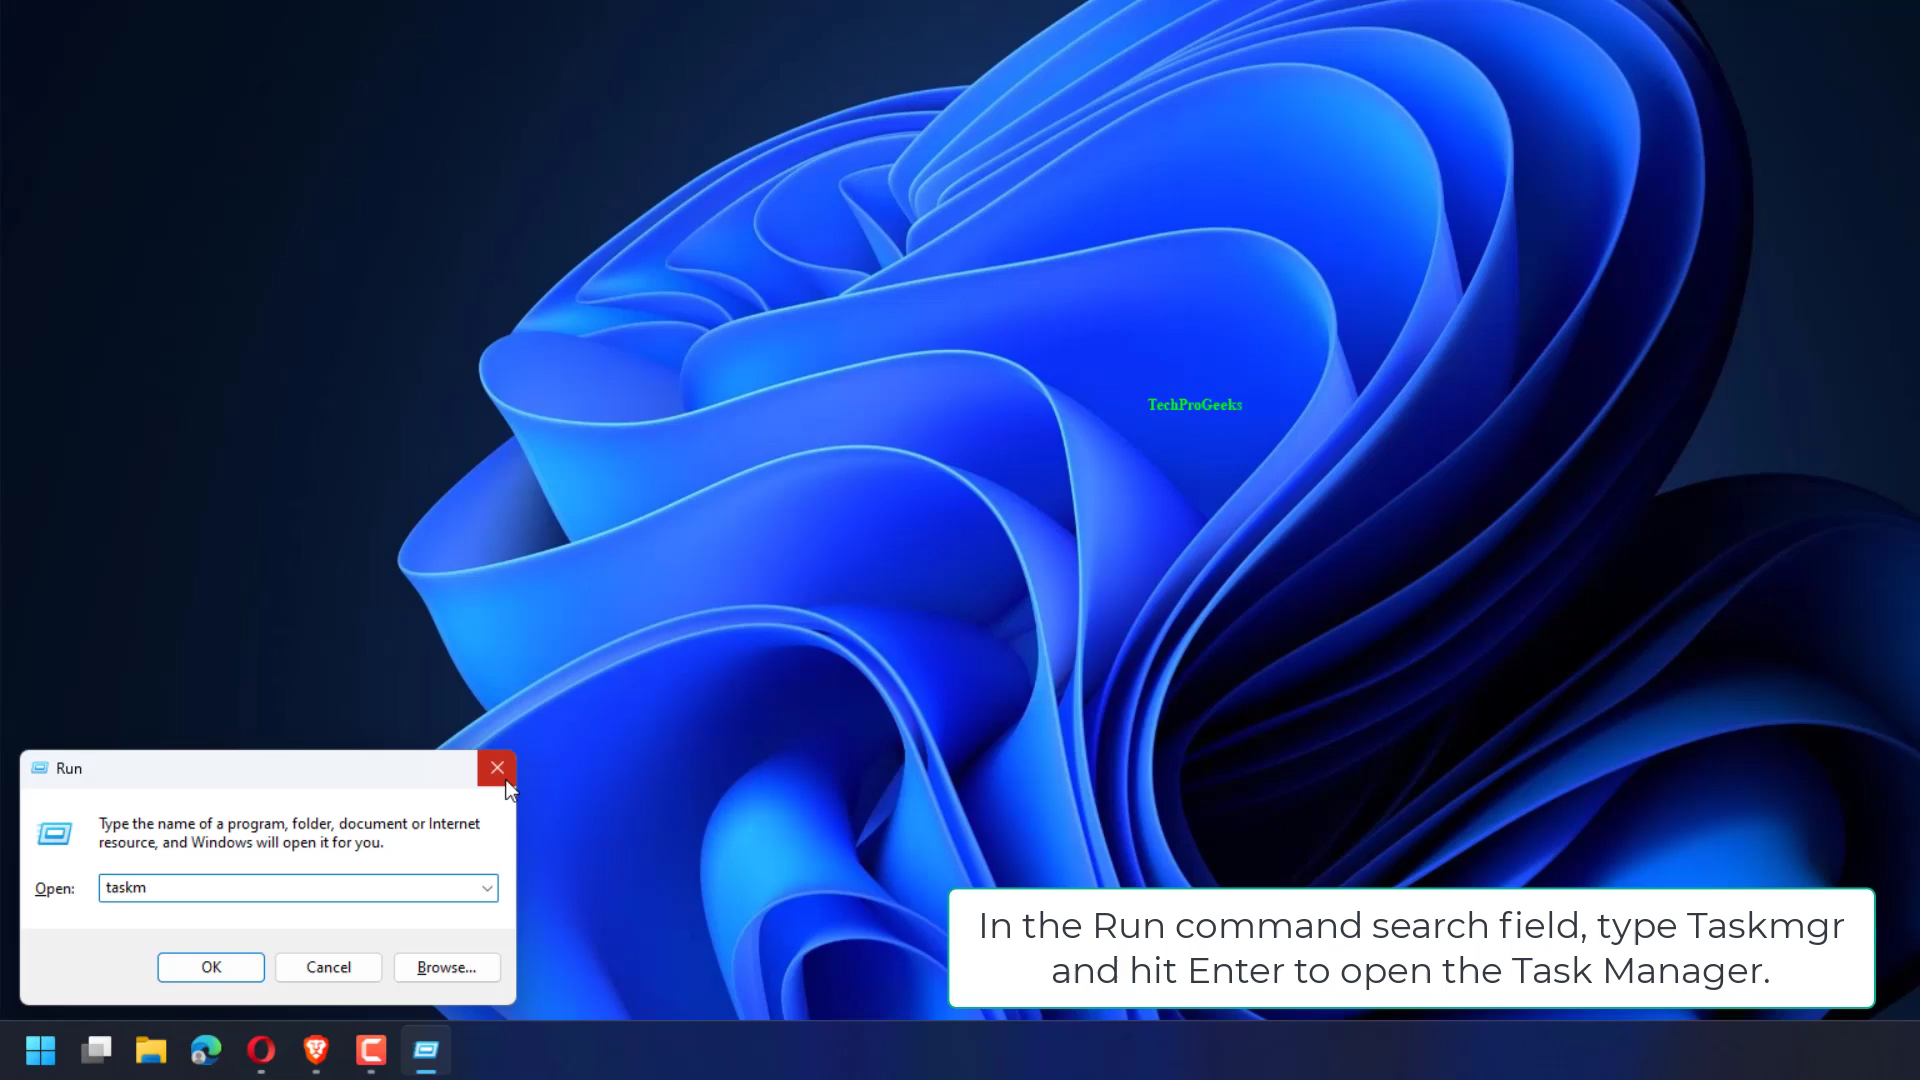 TechProGeeks
Run
Type the name of a program, folder, document or Internet
resource, and Windows will open it for you.
Open:
taskm
OK
Cancel
Browse...
In the Run command search field, type Taskmgr
and hit Enter to open the Task Manager.